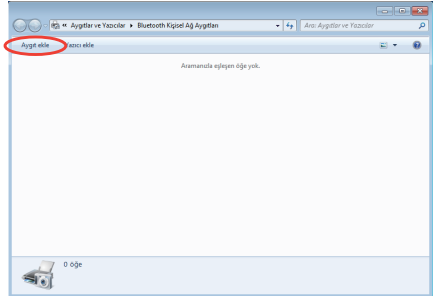 « Aygıtlar ve Yazıcılar ▸ Bluetooth Kişisel Ağ Aygıtları
Ara: Aygıtlar ve Yazıcılar
Aygıt ekle
Yazıcı ekle
Aramanızla eşleşen öğe yok.
0 öğe